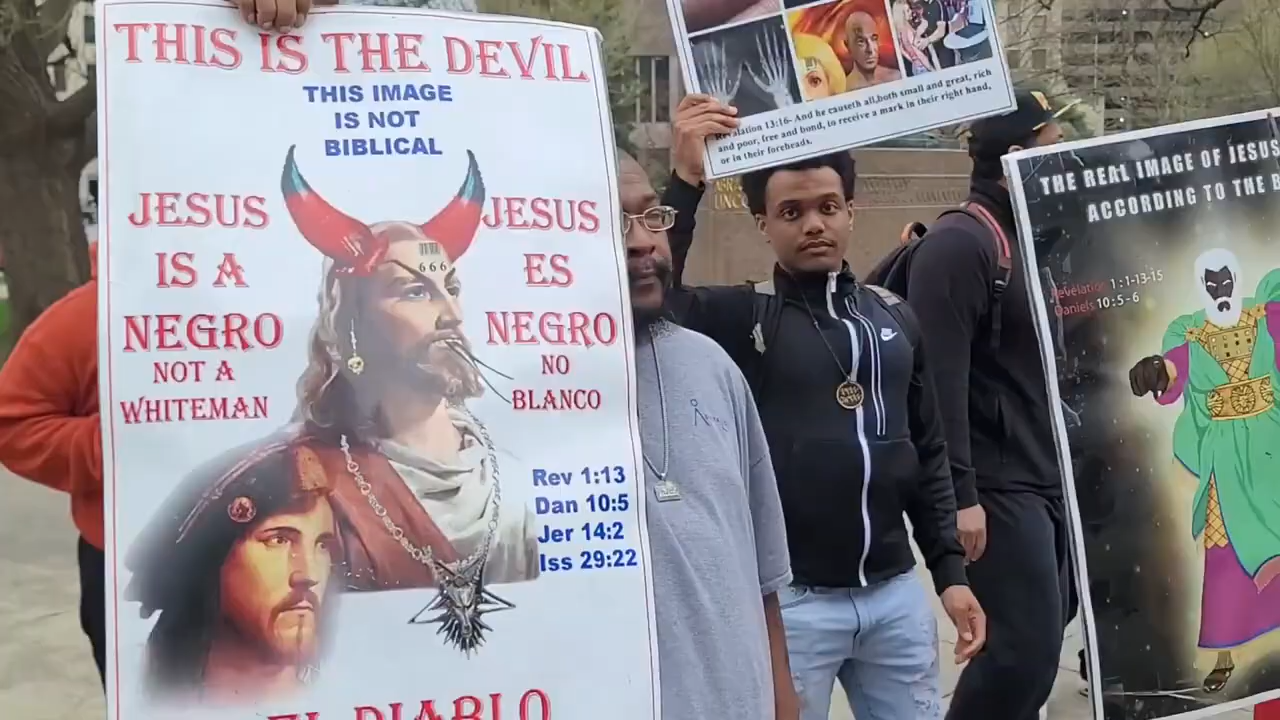 THIS IS THE DEVIL
THIS IMAGE
IS NOT
BIBLICAL
666
JESUS
IS A
NEGRO
NOT A
WHITEMAN
JESUS
ES
NEGRO
NO
BLANCO
Rev 1:13
Dan 10:5
Jer 14:2
Iss 29:22
EL DIABLO
Revelation 13:16- And he causeth all,both small and great, rich
and poor, free and bond, to receive a mark in their right hand,
or in their foreheads.
THE REAL IMAGE OF JESUS
ACCORDING TO THE B
Revelation 1:1-13-15
Daniels 10:5-6